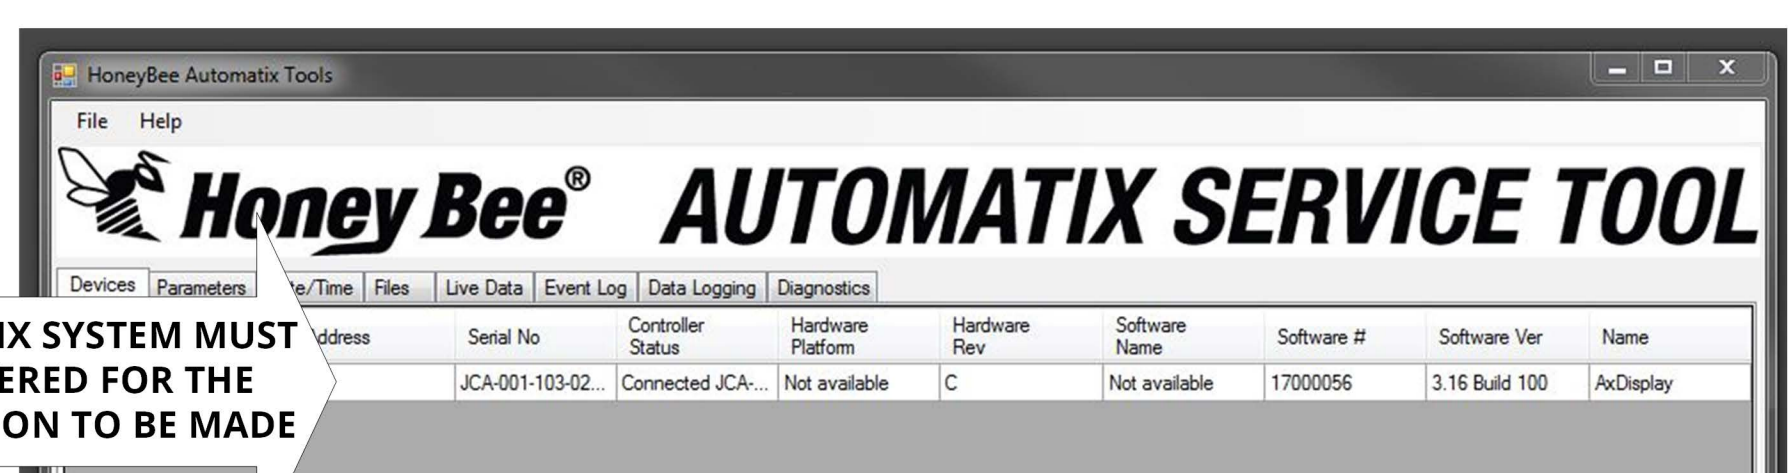 HoneyBee Automatix Tools
File Help
Honey Bee® AUTOMATIX SERVICE TOOL
Devices Parameters te/Time Files Live Data Event Log Data Logging Diagnostics
ddress Serial No Controller Status Hardware Platform Hardware Rev Software Name Software # Software Ver Name
JCA-001-103-02... Connected JCA-... Not available C Not available 17000056 3.16 Build 100 AxDisplay
IX SYSTEM MUST
ERED FOR THE
ON TO BE MADE